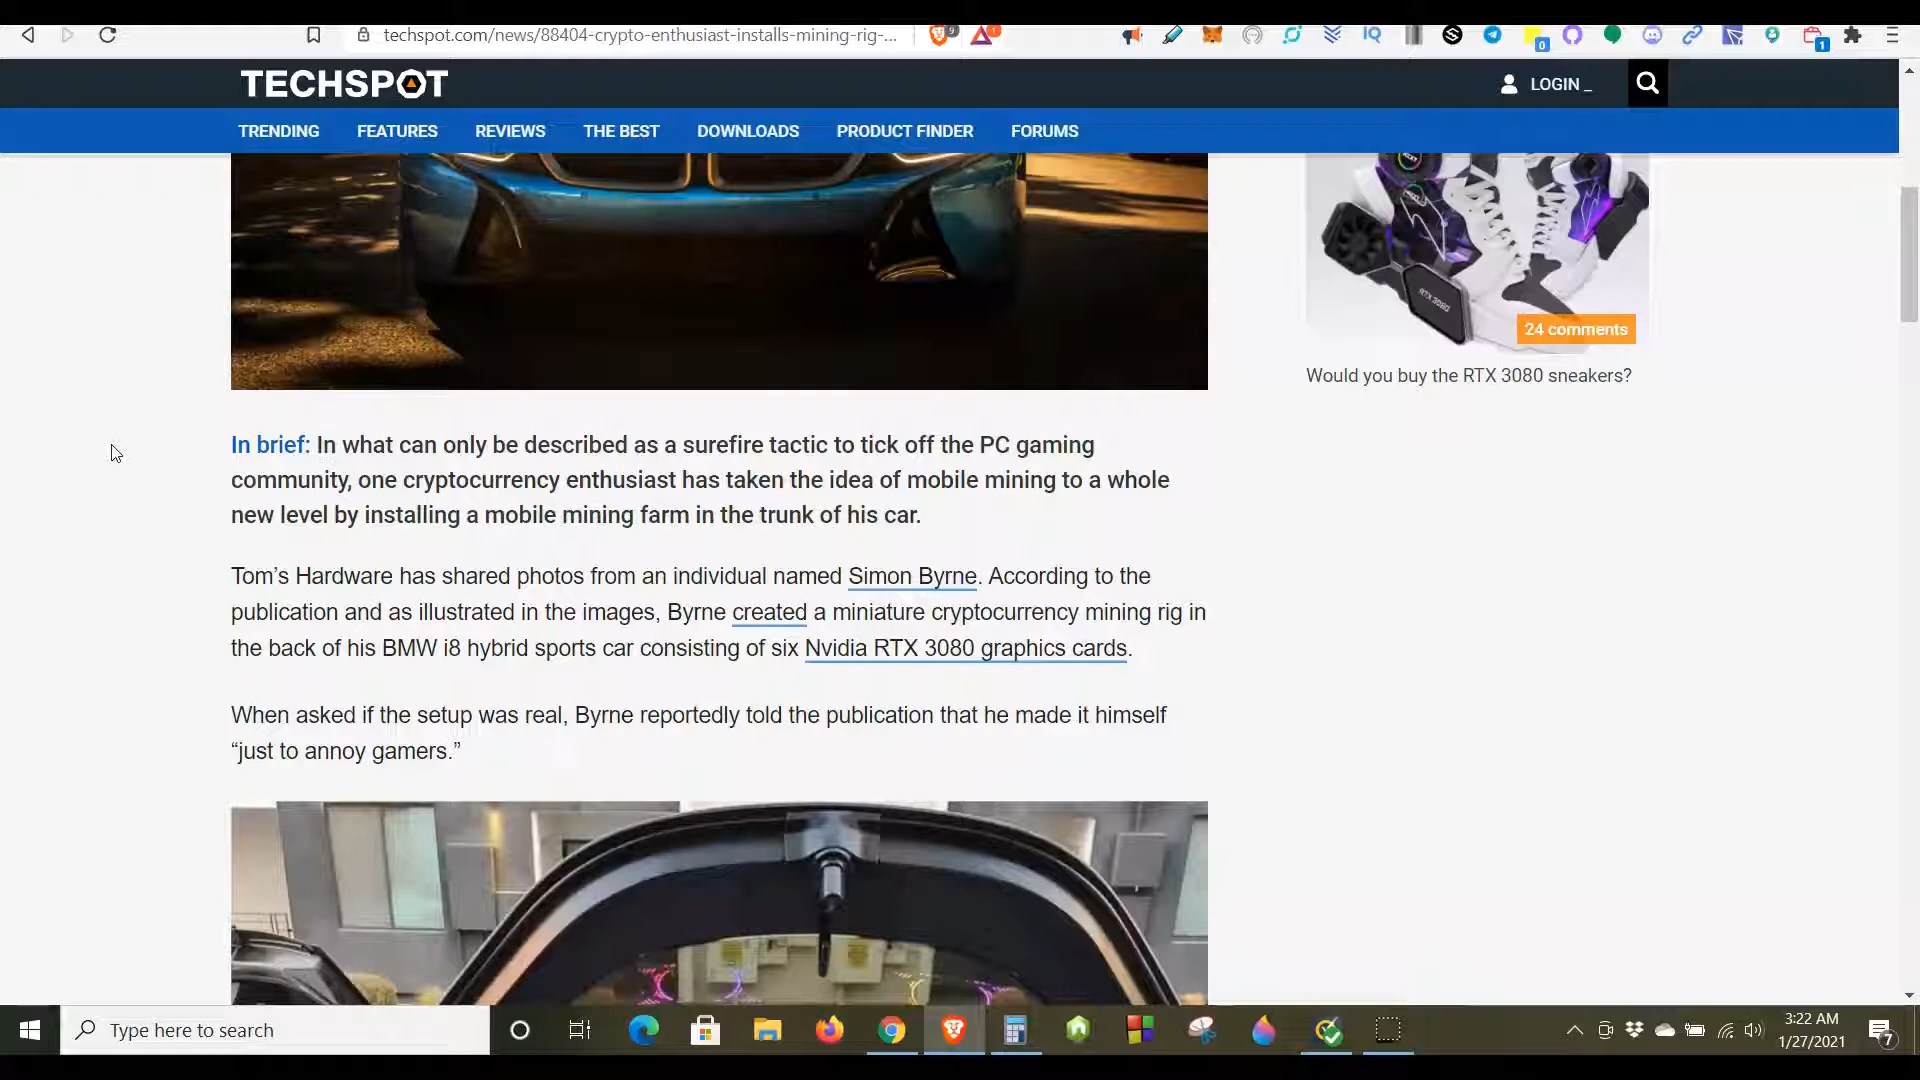 techspot.com/news/88404-crypto-enthusiast-installs-mining-rig-...
9
1
0
1
TECHSPOT
LOGIN _
TRENDING FEATURES REVIEWS THE BEST DOWNLOADS PRODUCT FINDER FORUMS
RTX 3080
24 comments
Would you buy the RTX 3080 sneakers?
In brief: In what can only be described as a surefire tactic to tick off the PC gaming
community, one cryptocurrency enthusiast has taken the idea of mobile mining to a whole
new level by installing a mobile mining farm in the trunk of his car.
Tom’s Hardware has shared photos from an individual named Simon Byrne. According to the
publication and as illustrated in the images, Byrne created a miniature cryptocurrency mining rig in
the back of his BMW i8 hybrid sports car consisting of six Nvidia RTX 3080 graphics cards.
When asked if the setup was real, Byrne reportedly told the publication that he made it himself
“just to annoy gamers.”
Type here to search
3:22 AM
1/27/2021
7